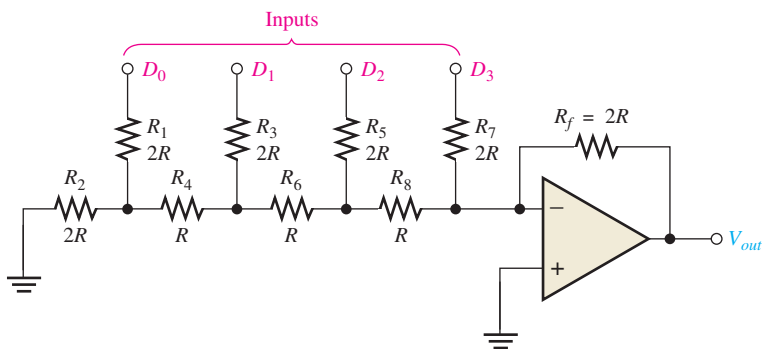 Inputs
D0 D1 D2 D3
R1 2R
R3 2R
R5 2R
R7 2R
Rf = 2R
R2 2R
R4 R
R6 R
R8 R
−
+
Vout